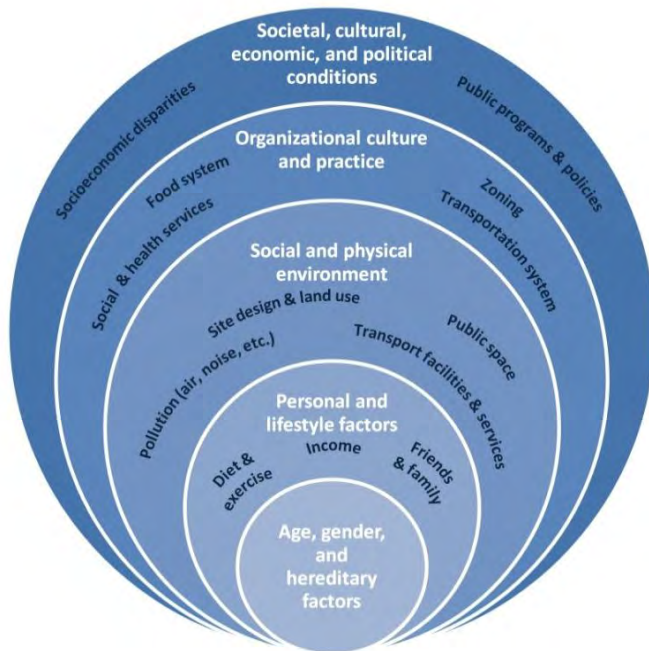 Societal, cultural,
economic, and political
conditions
Socioeconomic disparities
Public programs & policies
Organizational culture
and practice
Food system
Social & health services
Zoning
Transportation system
Social and physical
environment
Site design & land use
Pollution (air, noise, etc.)
Public space
Transport facilities & services
Personal and
lifestyle factors
Diet &
exercise
Income
Friends
& family
Age, gender,
and
hereditary
factors